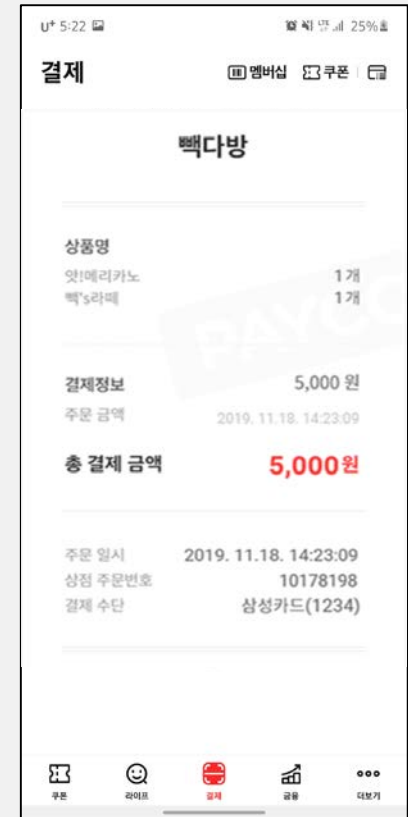 U+ 5:22 25%
결제 멤버십 쿠폰
빽다방
상품명
앗!메리카노 1개
빽's라떼 1개
PAYCO
결제정보 5,000 원
주문 금액 2019. 11.18. 14:23:09
총 결제 금액 5,000원
주문 일시 2019. 11.18. 14:23:09
상점 주문번호 10178198
결제 수단 삼성카드(1234)
쿠폰 라이프 결제 금융 더보기